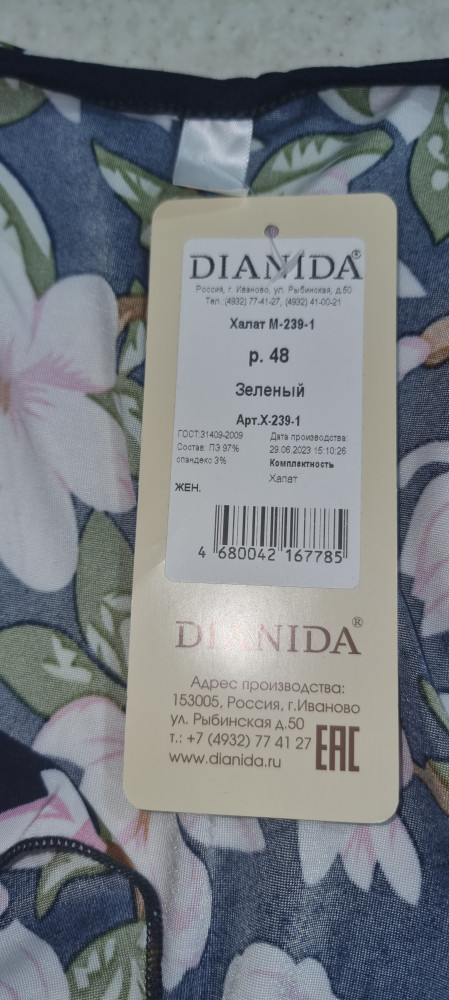 DIANIDA®
Россия, г. Иваново, ул. Рыбинская, д.50
Тел. (4932) 77-41-27, (4932) 41-00-21
Халат М-239-1
р. 48
Зеленый
Арт.Х-239-1
ГОСТ:31409-2009
Состав: ПЭ 97%
спандекс 3%
Дата производства:
29.06.2023 15:10:26
Комплектность
Халат
ЖЕН.
4 680042 167785
DIANIDA®
Адрес производства:
153005, Россия, г.Иваново
ул. Рыбинская д.50
т.: +7 (4932) 77 41 27
www.dianida.ru
EAC